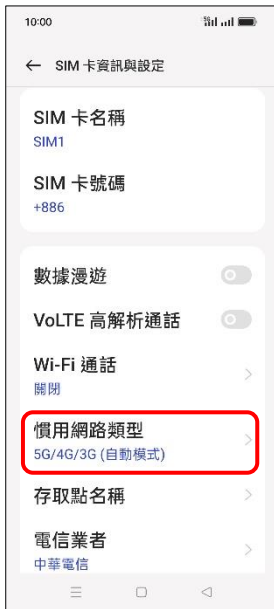 10:00
5G
← SIM 卡資訊與設定
SIM 卡名稱
SIM1
SIM 卡號碼
+886
數據漫遊
VoLTE 高解析通話
Wi-Fi 通話
關閉
慣用網路類型
5G/4G/3G (自動模式)
存取點名稱
電信業者
中華電信